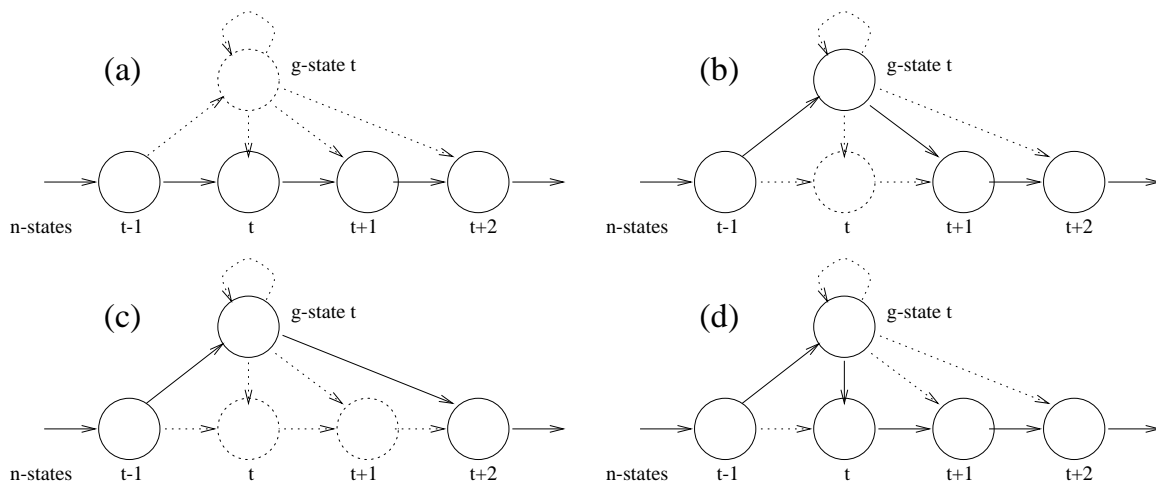 (a)
g-state t
n-states t-1 t t+1 t+2
(b)
g-state t
n-states t-1 t t+1 t+2
(c)
g-state t
n-states t-1 t t+1 t+2
(d)
g-state t
n-states t-1 t t+1 t+2